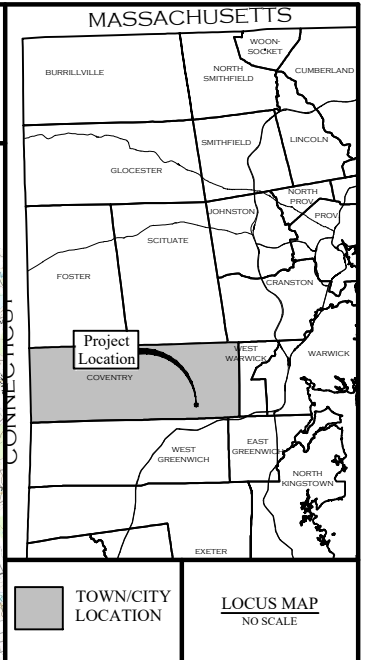 MASSACHUSETTS
WOON-
SOCKET
BURRILLVILLE
NORTH
SMITHFIELD
CUMBERLAND
SMITHFIELD
LINCOLN
GLOCESTER
NORTH
PROV
JOHNSTON
PROV
SCITUATE
FOSTER
CRANSTON
CONNECTICUT
Project
Location
WEST
WARWICK
WARWICK
COVENTRY
WEST
GREENWICH
EAST
GREENWICH
NORTH
KINGSTOWN
EXETER
TOWN/CITY
LOCATION
LOCUS MAP
NO SCALE